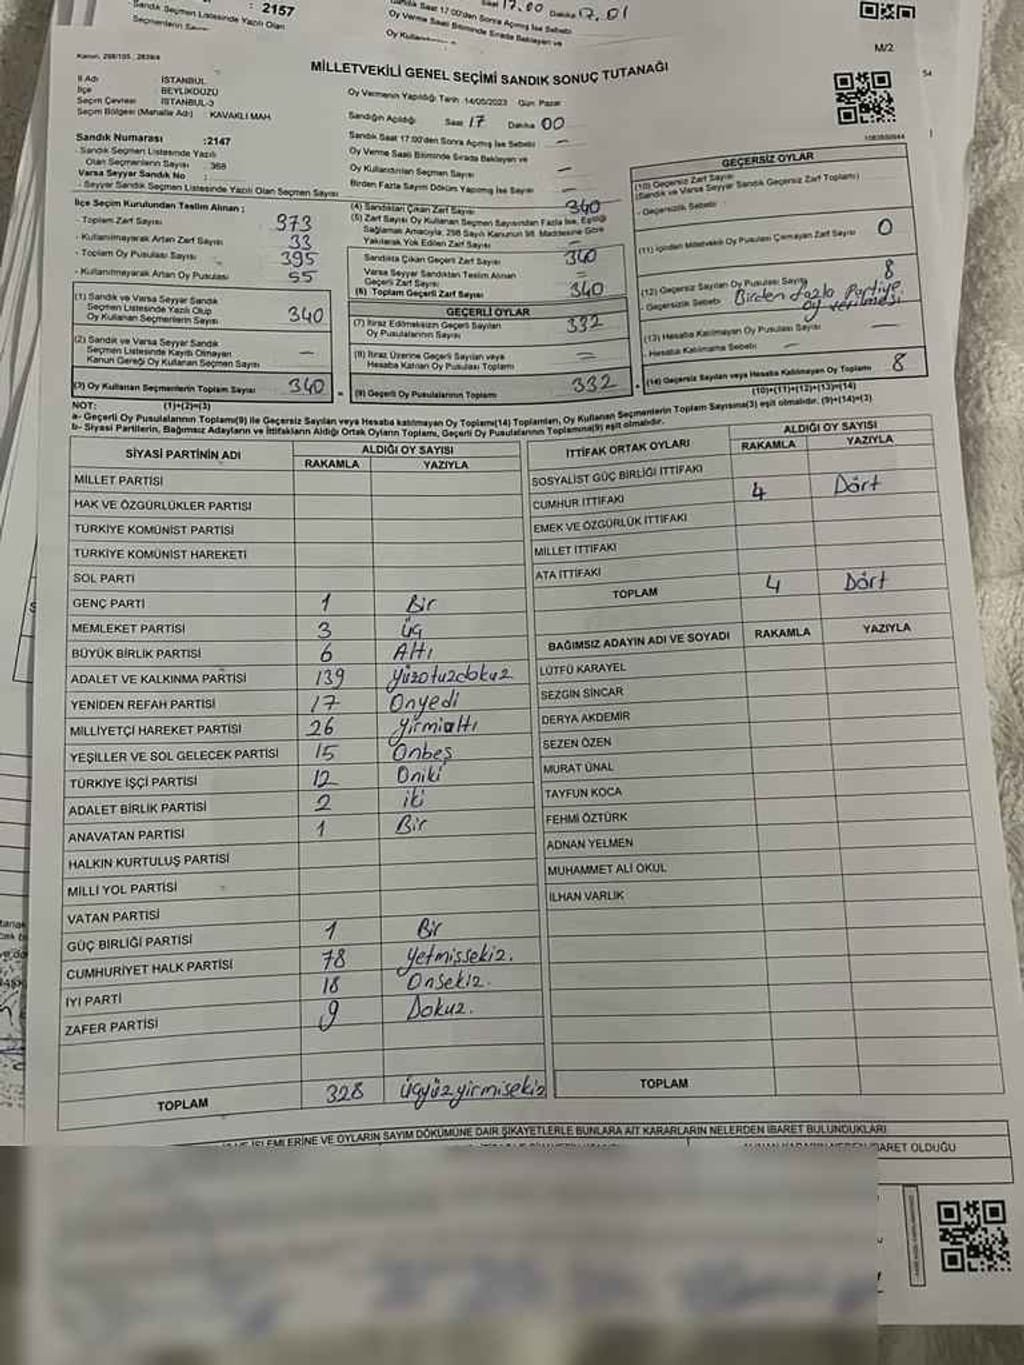 : 2157
Sandık Seçmen Listesinde Yazılı Olan
Saat 17.00 Dakika 17.01
Sandık Saat 17:00'den Sonra Açılmış İse Sebebi
Oy Verme Saati Bitiminde Sırada Bekleyen ve
M/2
54
MİLLETVEKİLİ GENEL SEÇİMİ SANDIK SONUÇ TUTANAĞI
İl Adı : İSTANBUL
İlçe : BEYLİKDÜZÜ
Seçim Çevresi : İSTANBUL-3
Seçim Bölgesi (Mahalle Adı) : KAVAKLI MAH.
Oy Vermenin Yapıldığı Tarih: 14/05/2023 Gün: Pazar
Sandığın Açıldığı Saat 17 Dakika 00
Sandık Numarası : 2147
- Sandık Seçmen Listesinde Yazılı
Olan Seçmenlerin Sayısı : 368
Varsa Seyyar Sandık No :
- Seyyar Sandık Seçmen Listesinde Yazılı Olan Seçmen Sayısı
Sandık Saat 17:00'den Sonra Açılmış İse Sebebi —
Oy Verme Saati Bitiminde Sırada Bekleyen ve
Oy Kullandırılan Seçmen Sayısı —
Birden Fazla Sayım Döküm Yapılmış İse Sayısı —
İlçe Seçim Kurulundan Teslim Alınan ;
- Toplam Zarf Sayısı 373
- Kullanılmayarak Artan Zarf Sayısı 33
- Toplam Oy Pusulası Sayısı 395
- Kullanılmayarak Artan Oy Pusulası 55
(1) Sandık ve Varsa Seyyar Sandık
Seçmen Listesinde Yazılı Olup
Oy Kullanan Seçmenlerin Sayısı 340
(2) Sandık ve Varsa Seyyar Sandık
Seçmen Listesinde Kayıtlı Olmayan
Kanun Gereği Oy Kullanan Seçmen Sayısı —
(3) Oy Kullanan Seçmenlerin Toplam Sayısı 340
(1)+(2)=(3)
(4) Sandıktan Çıkan Zarf Sayısı 340
(5) Zarf Sayısı Oy Kullanan Seçmen Sayısından Fazla İse, Eşitliği
Sağlamak Amacıyla; 298 Sayılı Kanunun 98. Maddesine Göre
Yakılarak Yok Edilen Zarf Sayısı —
Sandıkta Çıkan Geçerli Zarf Sayısı 340
Varsa Seyyar Sandıktan Teslim Alınan
Geçerli Zarf Sayısı
(6) Toplam Geçerli Zarf Sayısı 340
GEÇERLİ OYLAR
(7) İtiraz Edilmeksizin Geçerli Sayılan
Oy Pusulalarının Sayısı 332
(8) İtiraz Üzerine Geçerli Sayılan veya
Hesaba Katılan Oy Pusulası Toplamı
(9) Geçerli Oy Pusulalarının Toplamı 332
GEÇERSİZ OYLAR
(10) Geçersiz Zarf Sayısı
(Sandık ve Varsa Seyyar Sandık Geçersiz Zarf Toplamı)
- Geçersizlik Sebebi :
(11) İçinden Milletvekili Oy Pusulası Çıkmayan Zarf Sayısı 0
(12) Geçersiz Sayılan Oy Pusulası Sayısı 8
- Geçersizlik Sebebi Birden fazla Partiye
oy verilmesi
(13) Hesaba Katılmayan Oy Pusulası Sayısı —
- Hesaba Katılmama Sebebi: —
(14) Geçersiz Sayılan veya Hesaba Katılmayan Oy Toplamı 8
(10)+(11)+(12)+(13)=(14)
NOT:
a- Geçerli Oy Pusulaların Toplamı(9) ile Geçersiz Sayılan veya Hesaba katılmayan Oy Toplamı(14) Toplamları, Oy Kullanan Seçmenlerin Toplam Sayısına(3) eşit olmalıdır. (9)+(14)=(3)
b- Siyasi Partilerin, Bağımsız Adayların ve İttifakların Aldığı Ortak Oyların Toplamı, Geçerli Oy Pusulalarının Toplamına(9) eşit olmalıdır.
SİYASİ PARTİNİN ADI ALDIĞI OY SAYISI
RAKAMLA YAZIYLA
MİLLET PARTİSİ
HAK VE ÖZGÜRLÜKLER PARTİSİ
TÜRKİYE KOMÜNİST PARTİSİ
TÜRKİYE KOMÜNİST HAREKETİ
SOL PARTİ
GENÇ PARTİ 1 Bir
MEMLEKET PARTİSİ 3 üç
BÜYÜK BİRLİK PARTİSİ 6 Altı
ADALET VE KALKINMA PARTİSİ 139 yüzotuzdokuz
YENİDEN REFAH PARTİSİ 17 Onyedi
MİLLİYETÇİ HAREKET PARTİSİ 26 yirmialtı
YEŞİLLER VE SOL GELECEK PARTİSİ 15 Onbeş
TÜRKİYE İŞÇİ PARTİSİ 12 Oniki
ADALET BİRLİK PARTİSİ 2 iki
ANAVATAN PARTİSİ 1 Bir
HALKIN KURTULUŞ PARTİSİ
MİLLİ YOL PARTİSİ
VATAN PARTİSİ
GÜÇ BİRLİĞİ PARTİSİ 1 Bir
CUMHURİYET HALK PARTİSİ 78 yetmişsekiz.
İYİ PARTİ 18 Onsekiz.
ZAFER PARTİSİ 9 Dokuz.
TOPLAM 328 üçyüzyirmisekiz
İTTİFAK ORTAK OYLARI ALDIĞI OY SAYISI
RAKAMLA YAZIYLA
SOSYALİST GÜÇ BİRLİĞİ İTTİFAKI
CUMHUR İTTİFAKI 4 Dört
EMEK VE ÖZGÜRLÜK İTTİFAKI
MİLLET İTTİFAKI
ATA İTTİFAKI
TOPLAM 4 Dört
BAĞIMSIZ ADAYIN ADI VE SOYADI RAKAMLA YAZIYLA
LÜTFÜ KARAYEL
SEZGİN SİNCAR
DERYA AKDEMİR
SEZEN ÖZEN
MURAT ÜNAL
TAYFUN KOCA
FEHMİ ÖZTÜRK
ADNAN YELMEN
MUHAMMET ALİ OKUL
İLHAN VARLIK
TOPLAM
İŞLEMLERİNE VE OYLARIN SAYIM DÖKÜMÜNE DAİR ŞİKAYETLERLE BUNLARA AİT KARARLARIN NELERDEN İBARET BULUNDUKLARI
İBARET OLDUĞU